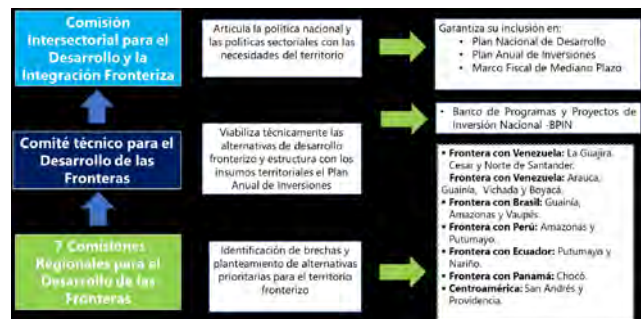 Comisión
Intersectorial para el
Desarrollo y la
Integración Fronteriza
Articula la política nacional y
las políticas sectoriales con las
necesidades del territorio
Garantiza su inclusión en:
• Plan Nacional de Desarrollo
• Plan Anual de Inversiones
• Marco Fiscal de Mediano Plazo
Comité técnico para el
Desarrollo de las
Fronteras
Viabiliza técnicamente las
alternativas de desarrollo
fronterizo y estructura con los
insumos territoriales el Plan
Anual de Inversiones
• Banco de Programas y Proyectos de
Inversión Nacional -BPIN
7 Comisiones
Regionales para el
Desarrollo de las
Fronteras
Identificación de brechas y
planteamiento de alternativas
prioritarias para el territorio
fronterizo
• Frontera con Venezuela: La Guajira,
Cesar y Norte de Santander.
Frontera con Venezuela: Arauca,
Guainía, Vichada y Boyacá.
• Frontera con Brasil: Guainía,
Amazonas y Vaupés.
• Frontera con Perú: Amazonas y
Putumayo.
• Frontera con Ecuador: Putumayo y
Nariño.
• Frontera con Panamá: Chocó.
• Centroamérica: San Andrés y
Providencia.